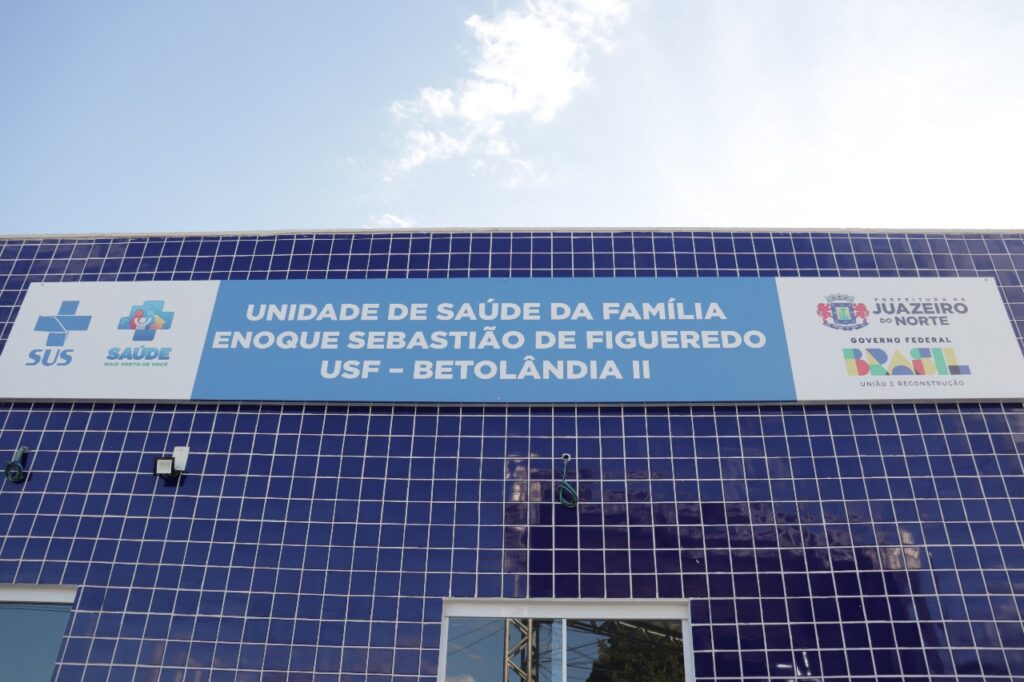 SUS
SAÚDE
MAIS PERTO DE VOCÊ
UNIDADE DE SAÚDE DA FAMÍLIA
ENOQUE SEBASTIÃO DE FIGUEREDO
USF – BETOLÂNDIA II
PREFEITURA DE
JUAZEIRO
DO NORTE
GOVERNO FEDERAL
BRASIL
UNIÃO E RECONSTRUÇÃO